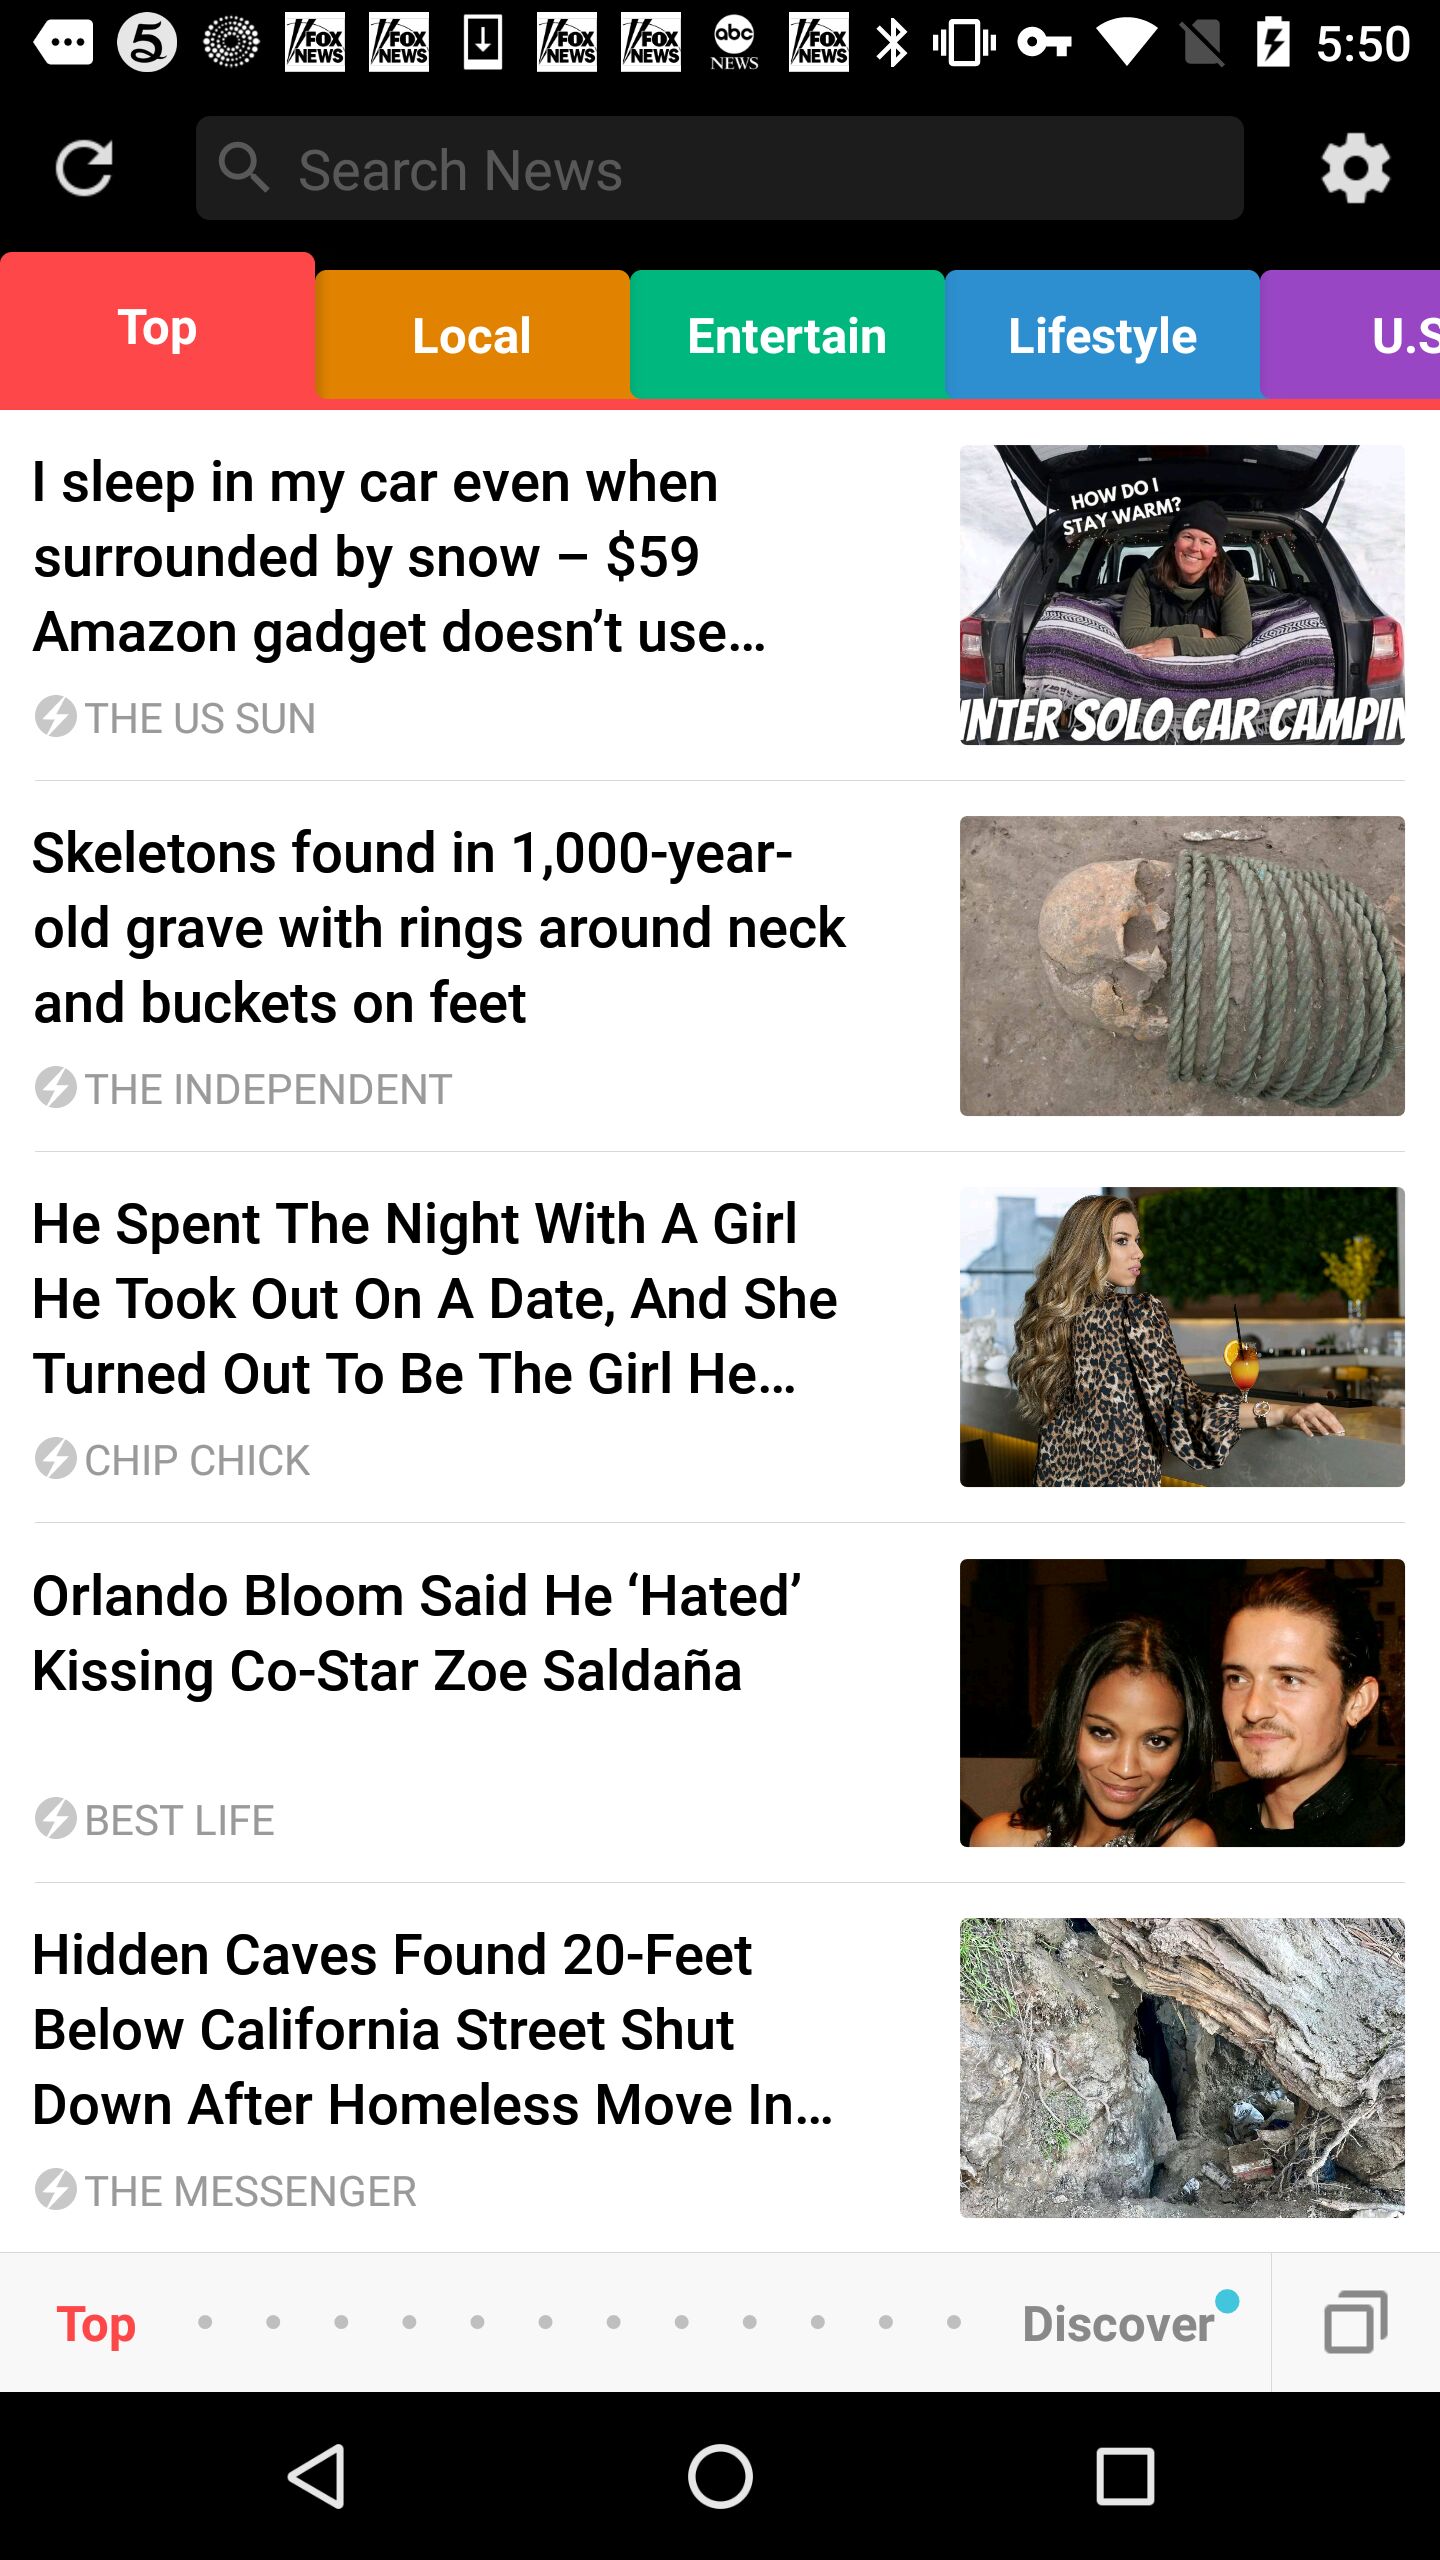 FOX NEWS
FOX NEWS
FOX NEWS
FOX NEWS
abc NEWS
FOX NEWS
5:50
Search News
Top
Local
Entertain
Lifestyle
U.S
I sleep in my car even when
surrounded by snow – $59
Amazon gadget doesn’t use…
THE US SUN
HOW DO I
STAY WARM?
INTER SOLO CAR CAMPIN
Skeletons found in 1,000-year-
old grave with rings around neck
and buckets on feet
THE INDEPENDENT
He Spent The Night With A Girl
He Took Out On A Date, And She
Turned Out To Be The Girl He…
CHIP CHICK
Orlando Bloom Said He ‘Hated’
Kissing Co-Star Zoe Saldaña
BEST LIFE
Hidden Caves Found 20-Feet
Below California Street Shut
Down After Homeless Move In…
THE MESSENGER
Top
Discover